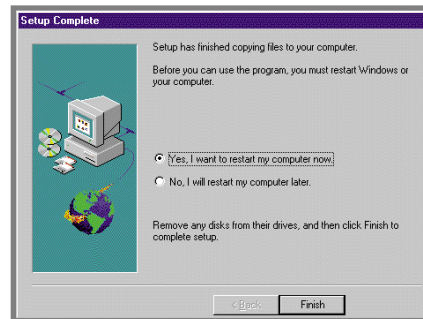 Setup Complete
Setup has finished copying files to your computer.
Before you can use the program, you must restart Windows or
your computer.
Yes, I want to restart my computer now.
No, I will restart my computer later.
Remove any disks from their drives, and then click Finish to
complete setup.
< Back
Finish